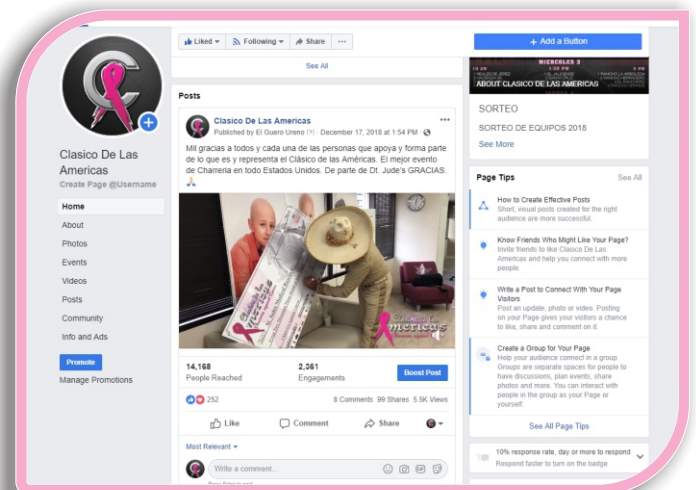 Liked
Following
Share
+ Add a Button
See All
Clasico De Las
Americas
Create Page @Username
Home
About
Photos
Events
Videos
Posts
Community
Info and Ads
Promote
Manage Promotions
Posts
Clasico De Las Americas
Published by El Guero Ureno [?] · December 17, 2018 at 1:54 PM ·
Mil gracias a todos y cada una de las personas que apoya y forma parte
de lo que es y representa el Clásico de las Américas. El mejor evento
de Charreria en todo Estados Unidos. De parte de Dt. Jude's GRACIAS.
Clasico de las
Americas
14,168
People Reached
2,361
Engagements
Boost Post
252
8 Comments 99 Shares 5.5K Views
Like
Comment
Share
Most Relevant
Write a comment...
MIERCOLES 3
ABOUT CLASICO DE LAS AMERICAS
SORTEO
SORTEO DE EQUIPOS 2018
See More
Page Tips
See All
How to Create Effective Posts
Short, visual posts created for the right
audience are more successful.
Know Friends Who Might Like Your Page?
Invite friends to like Clasico De Las
Americas and help you connect with more
people.
Write a Post to Connect With Your Page
Visitors
Post an update, photo or video. Posting
on your Page gives your visitors a chance
to like, share and comment on it.
Create a Group for Your Page
Help your audience connect in a group.
Groups are separate spaces for people to
have discussions, plan events, share
photos and more. You can interact with
people in the group as your Page or
yourself.
See All Page Tips
10% response rate, day or more to respond
Respond faster to turn on the badge